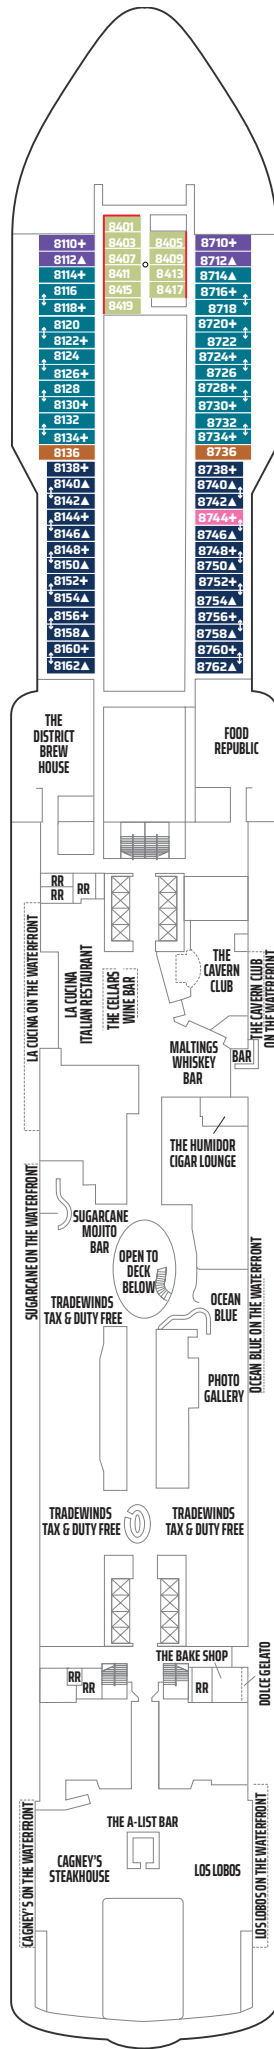 8401
8403 8405
8407 8409
8411 8413
8415 8417
8419
8110+ 8710+
8112▲ 8712▲
8114+ 8714▲
8116 8716+
8118+ 8718
8120 8720+
8122+ 8722
8124 8724+
8126+ 8726
8128 8728+
8130+ 8730+
8132 8732
8134+ 8734+
8136 8736
8138+ 8738+
8140▲ 8740▲
8142▲ 8742▲
8144+ 8744+
8146▲ 8746▲
8148+ 8748+
8150▲ 8750▲
8152+ 8752+
8154▲ 8754▲
8156+ 8756+
8158▲ 8758▲
8160+ 8760+
8162▲ 8762▲
THE
DISTRICT
BREW
HOUSE
FOOD
REPUBLIC
RR
RR
RR
LA CUCINA ON THE WATERFRONT
LA CUCINA
ITALIAN RESTAURANT
THE CELLARS
WINE BAR
THE
CAVERN
CLUB
THE CAVERN CLUB
ON THE WATERFRONT
MALTINGS
WHISKEY
BAR
BAR
THE HUMIDOR
CIGAR LOUNGE
SUGARCANE ON THE WATERFRONT
SUGARCANE
MOJITO
BAR
OPEN TO
DECK
BELOW
TRADEWINDS
TAX & DUTY FREE
OCEAN
BLUE
OCEAN BLUE ON THE WATERFRONT
PHOTO
GALLERY
TRADEWINDS
TAX & DUTY FREE
TRADEWINDS
TAX & DUTY FREE
THE BAKE SHOP
RR
RR
RR
DOLCE GELATO
CAGNEY'S ON THE WATERFRONT
THE A-LIST BAR
CAGNEY'S
STEAKHOUSE
LOS LOBOS
LOS LOBOS ON THE WATERFRONT